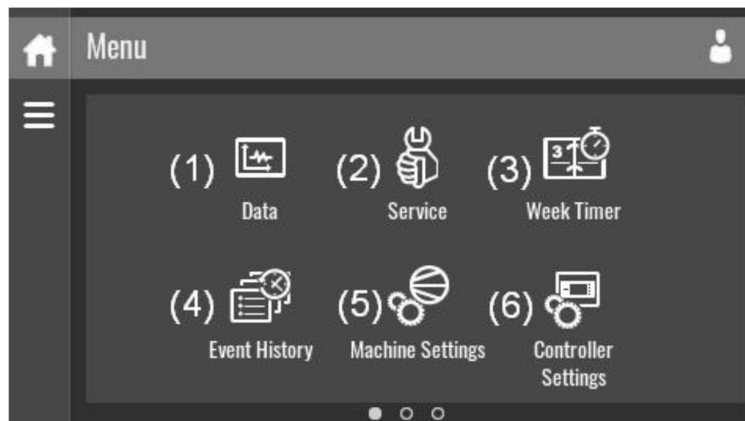 Menu
(1) (2) (3)
Data Service Week Timer
(4) (5) (6)
Event History Machine Settings Controller
Settings